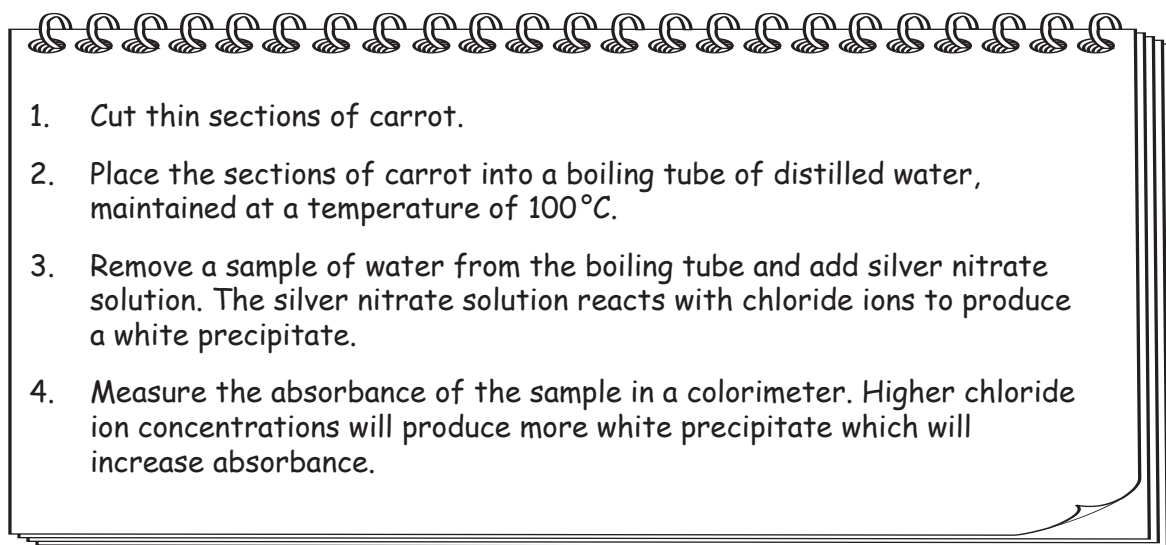 1. Cut thin sections of carrot.
2. Place the sections of carrot into a boiling tube of distilled water,
maintained at a temperature of 100°C.
3. Remove a sample of water from the boiling tube and add silver nitrate
solution. The silver nitrate solution reacts with chloride ions to produce
a white precipitate.
4. Measure the absorbance of the sample in a colorimeter. Higher chloride
ion concentrations will produce more white precipitate which will
increase absorbance.